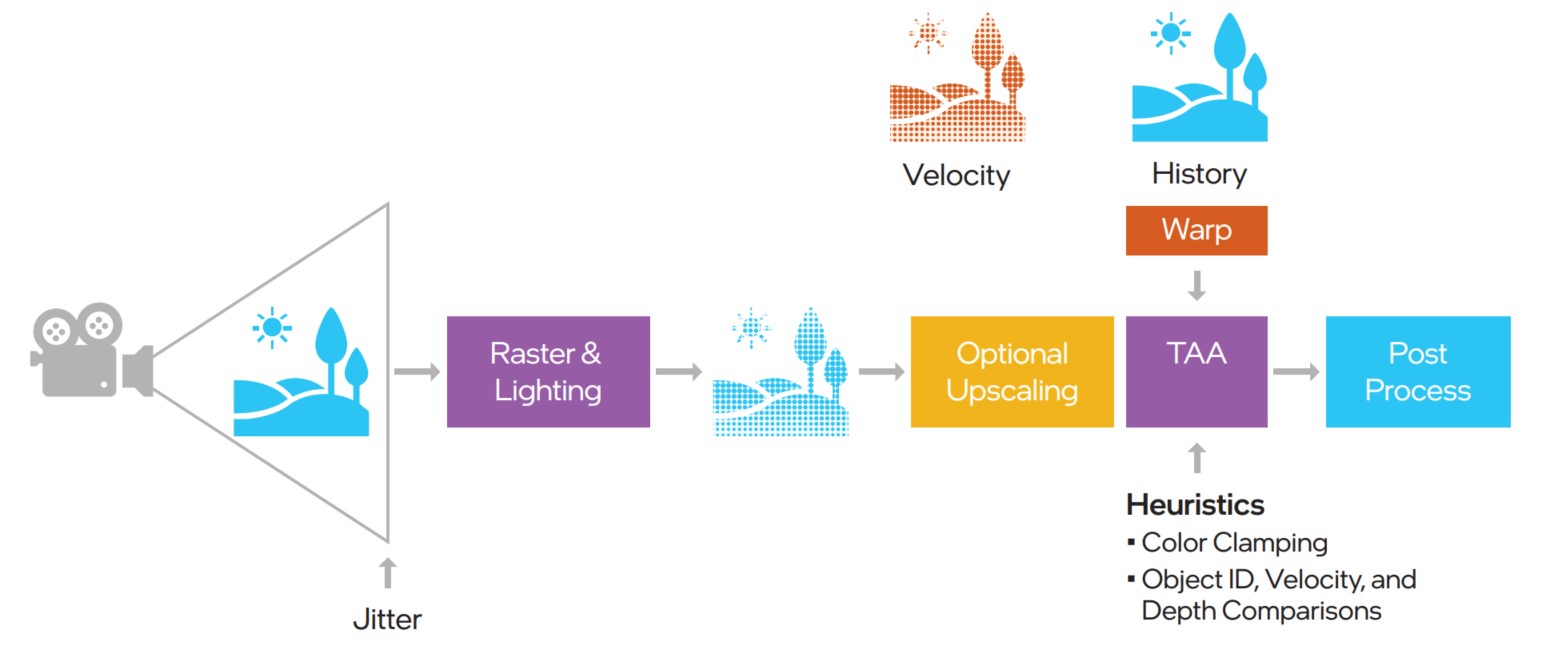 Velocity
History
Warp
Raster &
Lighting
Optional
Upscaling
TAA
Post
Process
Heuristics
▪ Color Clamping
▪ Object ID, Velocity, and
Depth Comparisons
Jitter